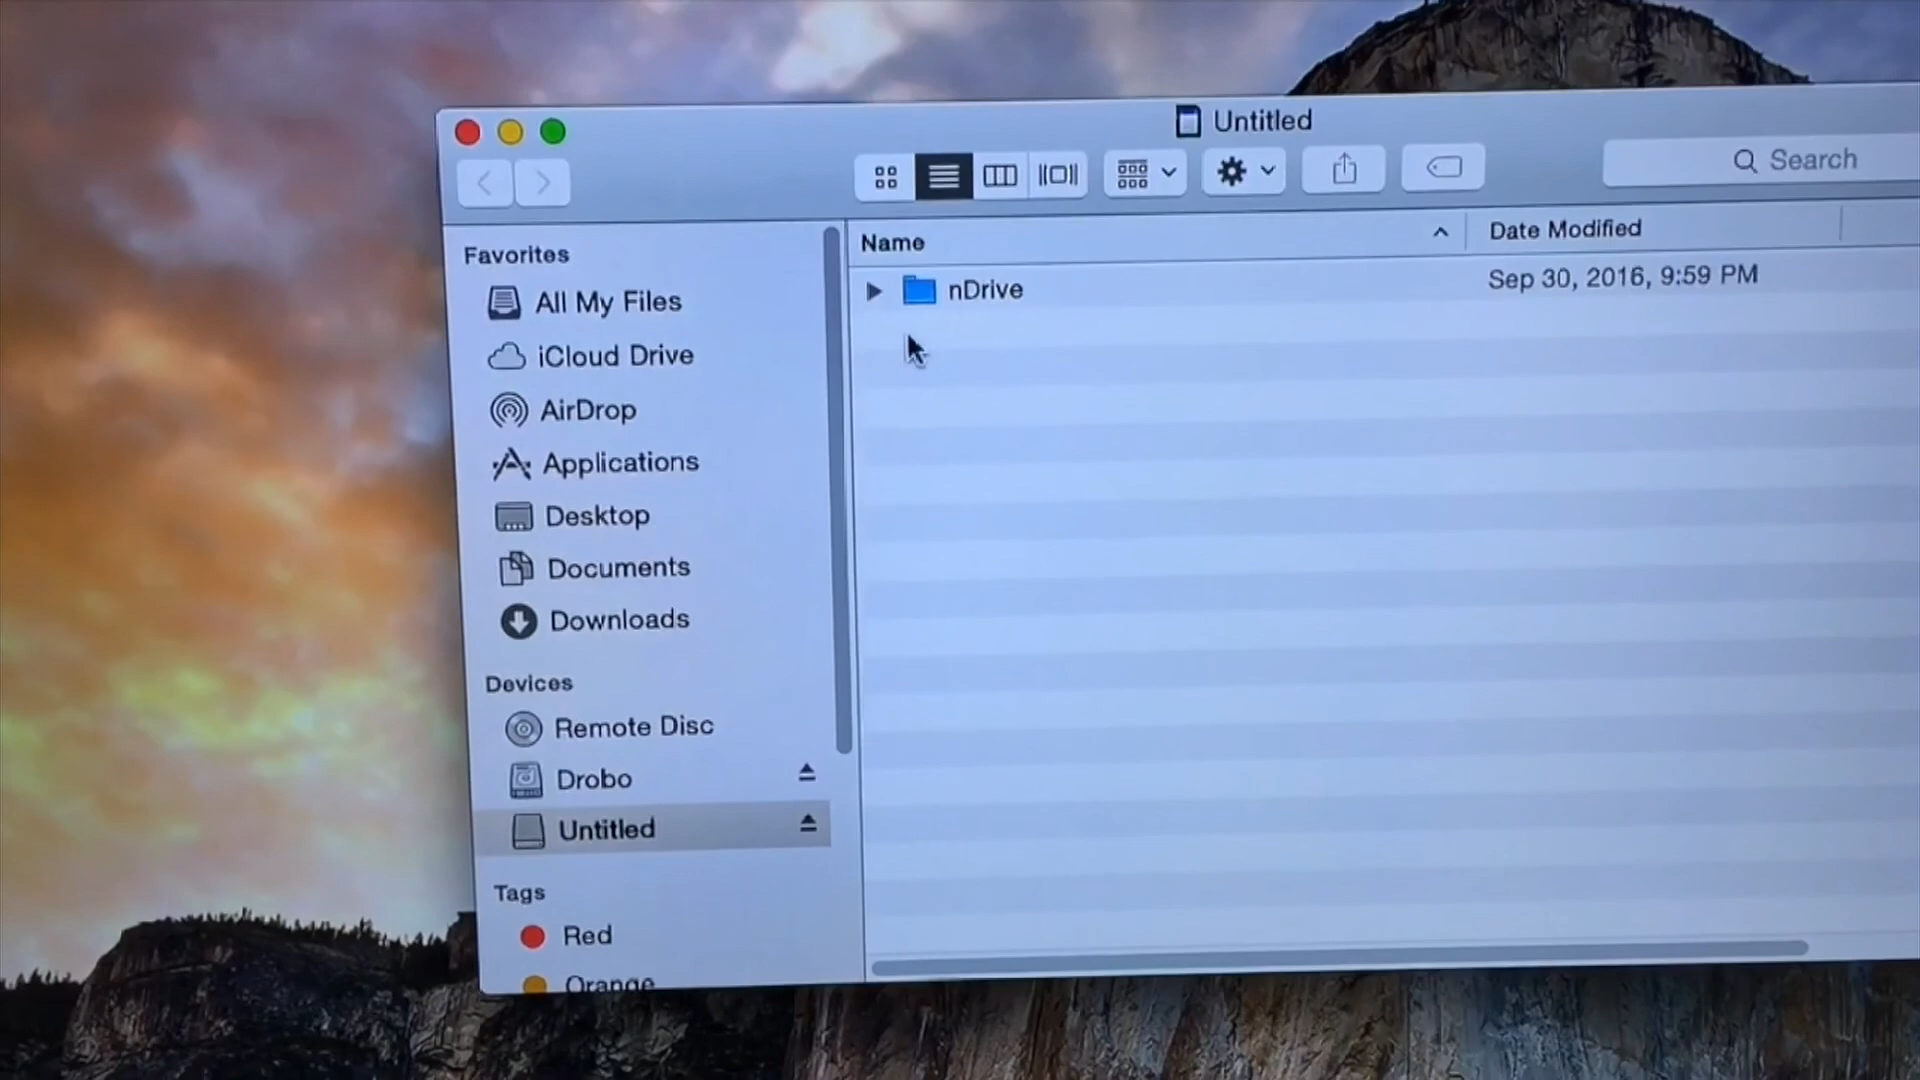 Untitled
Search
Favorites
All My Files
iCloud Drive
AirDrop
Applications
Desktop
Documents
Downloads
Devices
Remote Disc
Drobo
Untitled
Tags
Red
Orange
Name
Date Modified
nDrive
Sep 30, 2016, 9:59 PM